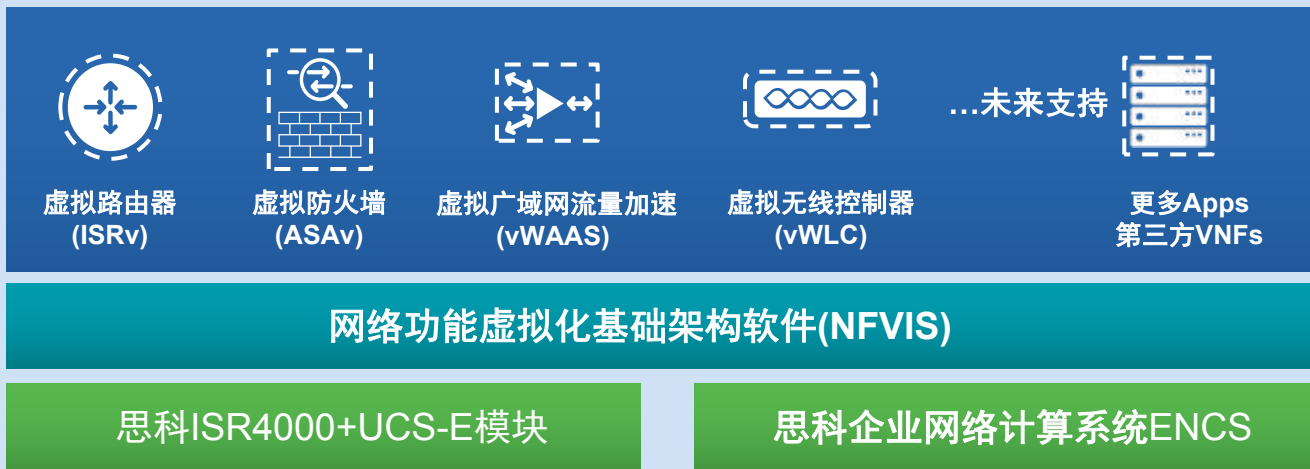 ...未来支持
虚拟路由器
(ISRv)
虚拟防火墙
(ASAv)
虚拟广域网流量加速
(vWAAS)
虚拟无线控制器
(vWLC)
更多Apps
第三方VNFs
网络功能虚拟化基础架构软件(NFVIS)
思科ISR4000+UCS-E模块
思科企业网络计算系统ENCS